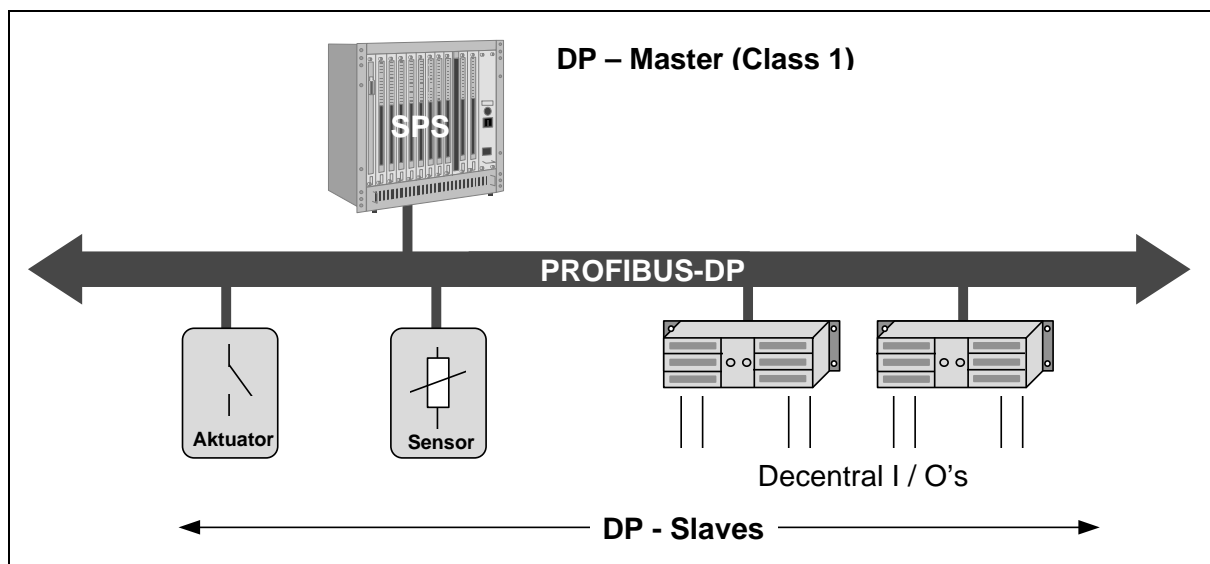 DP – Master (Class 1)
SPS
PROFIBUS-DP
Aktuator
Sensor
Decentral I / O's
DP - Slaves